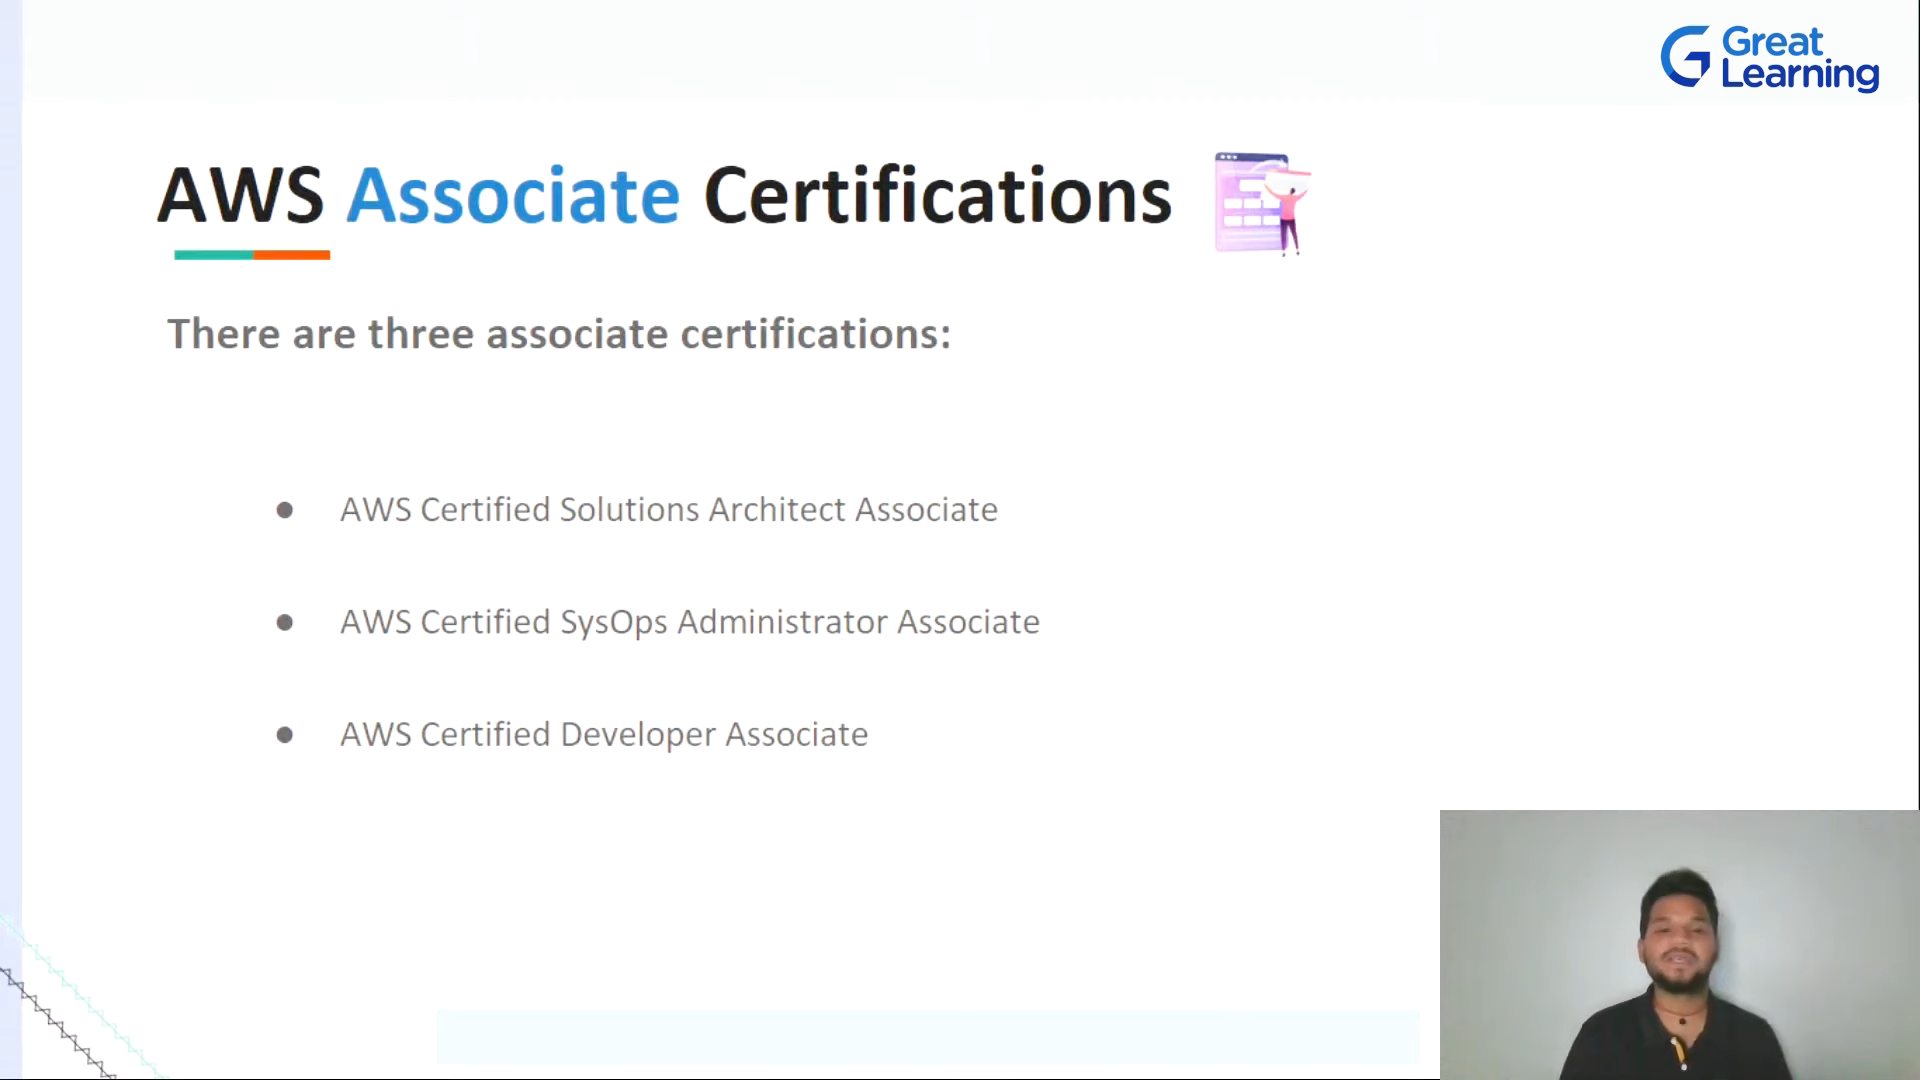 Great
Learning
AWS Associate Certifications
There are three associate certifications:
● AWS Certified Solutions Architect Associate
● AWS Certified SysOps Administrator Associate
● AWS Certified Developer Associate